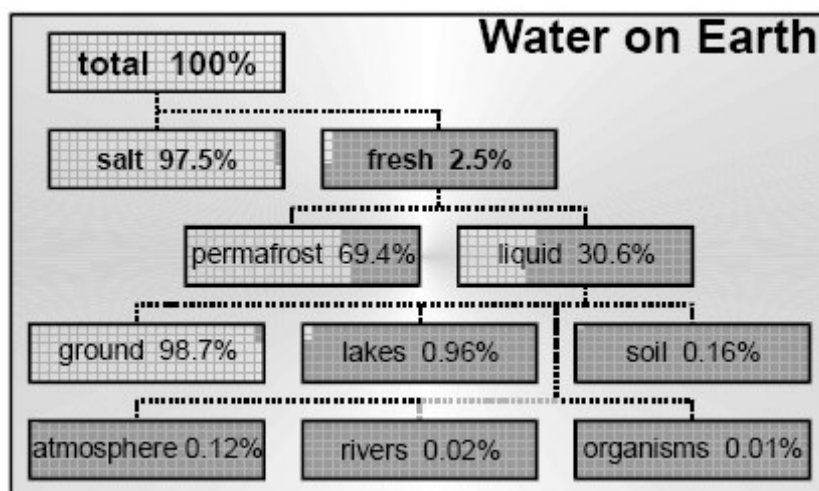 Water on Earth
total 100%
salt 97.5%
fresh 2.5%
permafrost 69.4%
liquid 30.6%
ground 98.7%
lakes 0.96%
soil 0.16%
atmosphere 0.12%
rivers 0.02%
organisms 0.01%